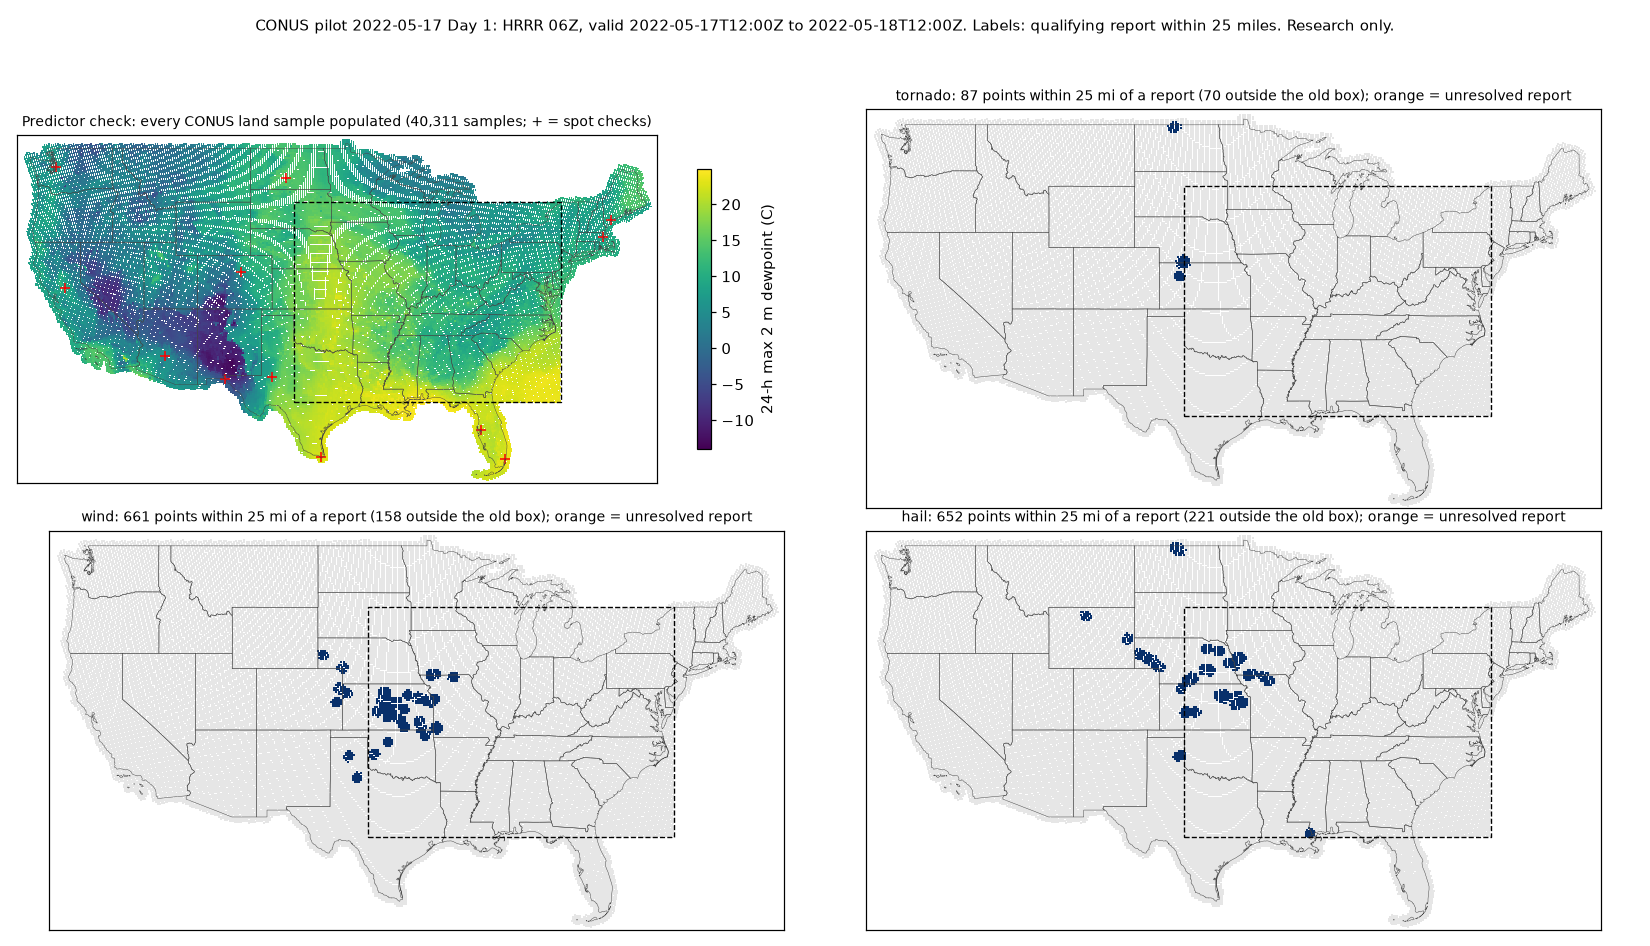 CONUS pilot 2022-05-17 Day 1: HRRR 06Z, valid 2022-05-17T12:00Z to 2022-05-18T12:00Z. Labels: qualifying report within 25 miles. Research only.
Predictor check: every CONUS land sample populated (40,311 samples; + = spot checks)
20
15
10
5
0
−5
−10
24-h max 2 m dewpoint (C)
tornado: 87 points within 25 mi of a report (70 outside the old box); orange = unresolved report
wind: 661 points within 25 mi of a report (158 outside the old box); orange = unresolved report
hail: 652 points within 25 mi of a report (221 outside the old box); orange = unresolved report